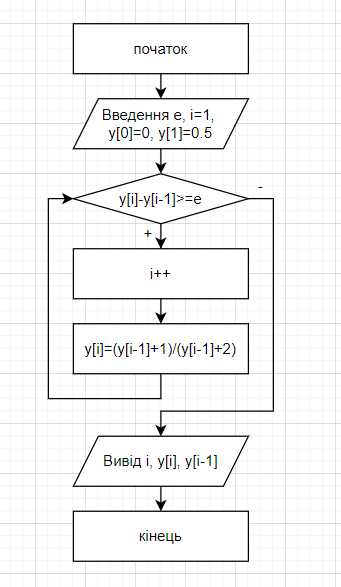 початок
Введення e, i=1,
y[0]=0, y[1]=0.5
y[i]-y[i-1]>=e
-
+
i++
y[i]=(y[i-1]+1)/(y[i-1]+2)
Вивід i, y[i], y[i-1]
кінець